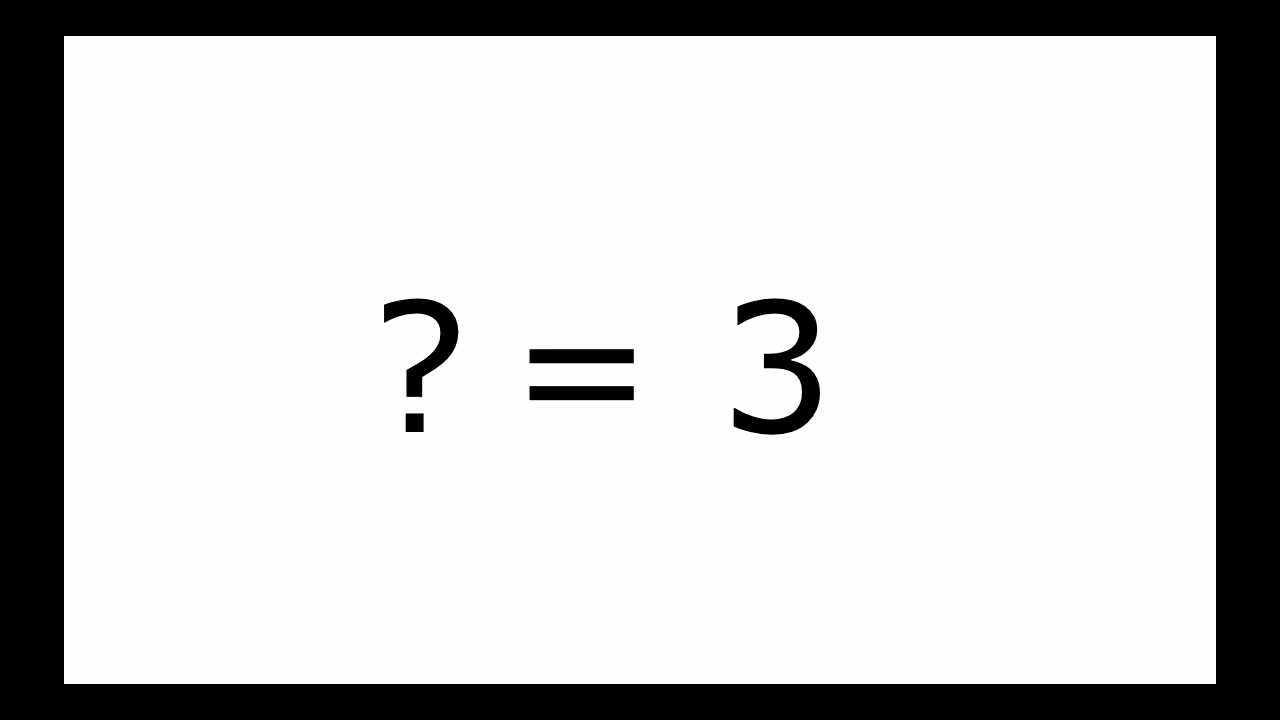 ? = 3